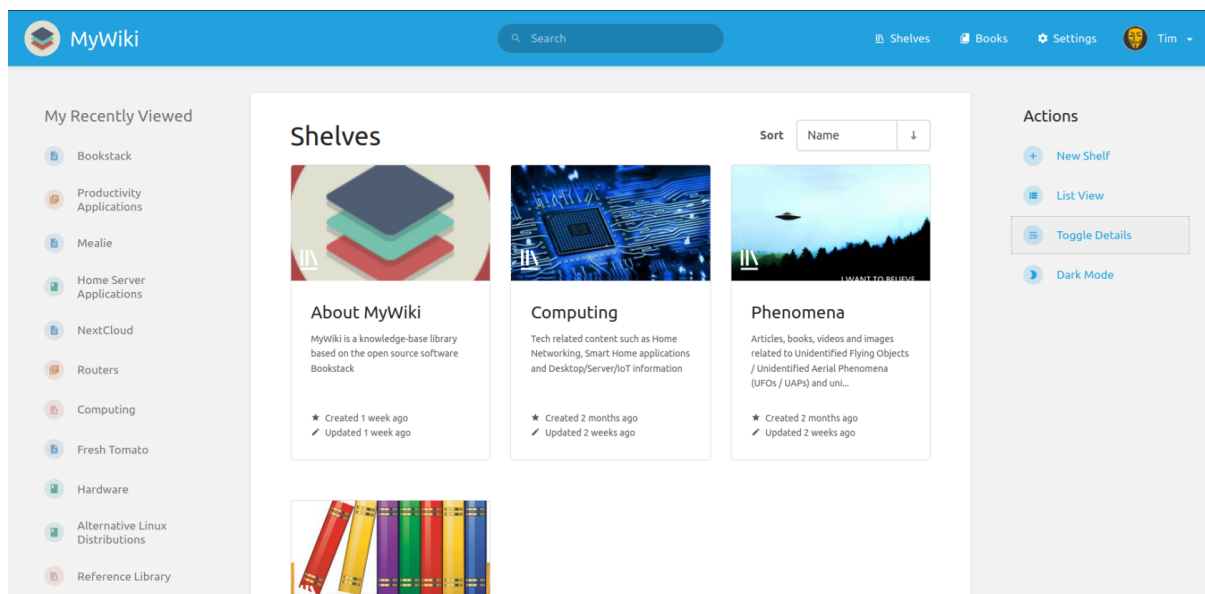 MyWiki
Search
Shelves
Books
Settings
Tim
My Recently Viewed
Bookstack
Productivity
Applications
Mealie
Home Server
Applications
NextCloud
Routers
Computing
Fresh Tomato
Hardware
Alternative Linux
Distributions
Reference Library
Shelves
Sort
Name
About MyWiki
MyWiki is a knowledge-base library
based on the open source software
Bookstack
Created 1 week ago
Updated 1 week ago
Computing
Tech related content such as Home
Networking, Smart Home applications
and Desktop/Server/IoT information
Created 2 months ago
Updated 2 weeks ago
I WANT TO BELIEVE
Phenomena
Articles, books, videos and images
related to Unidentified Flying Objects
/ Unidentified Aerial Phenomena
(UFOs / UAPs) and uni...
Created 2 months ago
Updated 2 weeks ago
Actions
New Shelf
List View
Toggle Details
Dark Mode